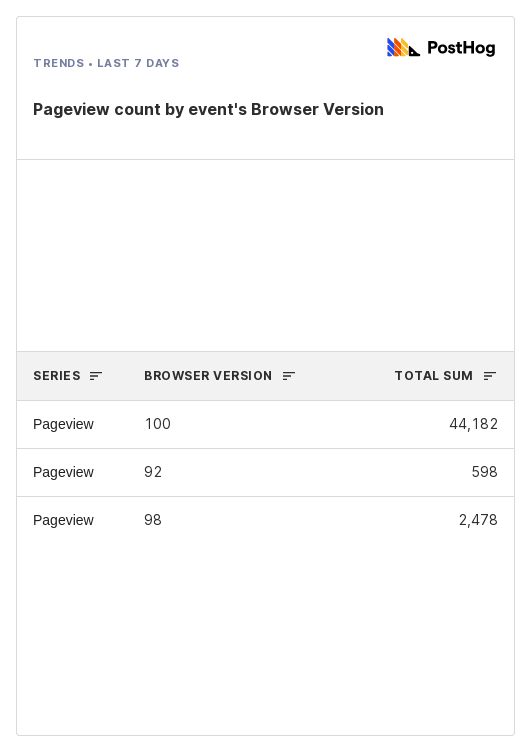 PostHog
TRENDS • LAST 7 DAYS
Pageview count by event's Browser Version
SERIES BROWSER VERSION TOTAL SUM
Pageview 100 44,182
Pageview 92 598
Pageview 98 2,478